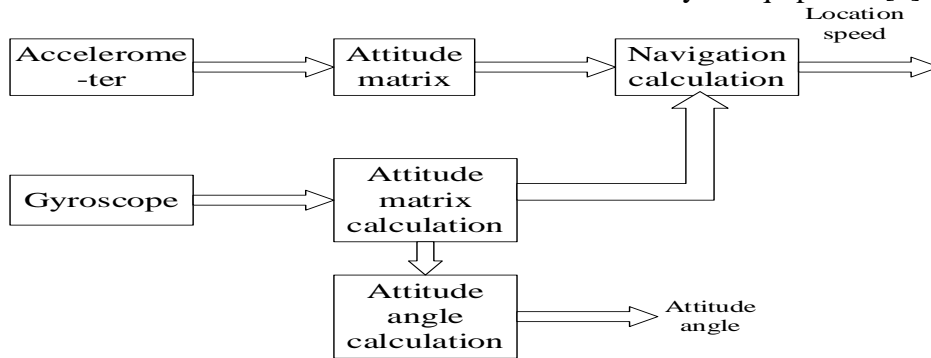 Location
speed
Accelerome
-ter
Attitude
matrix
Navigation
calculation
Gyroscope
Attitude
matrix
calculation
Attitude
angle
calculation
Attitude
angle